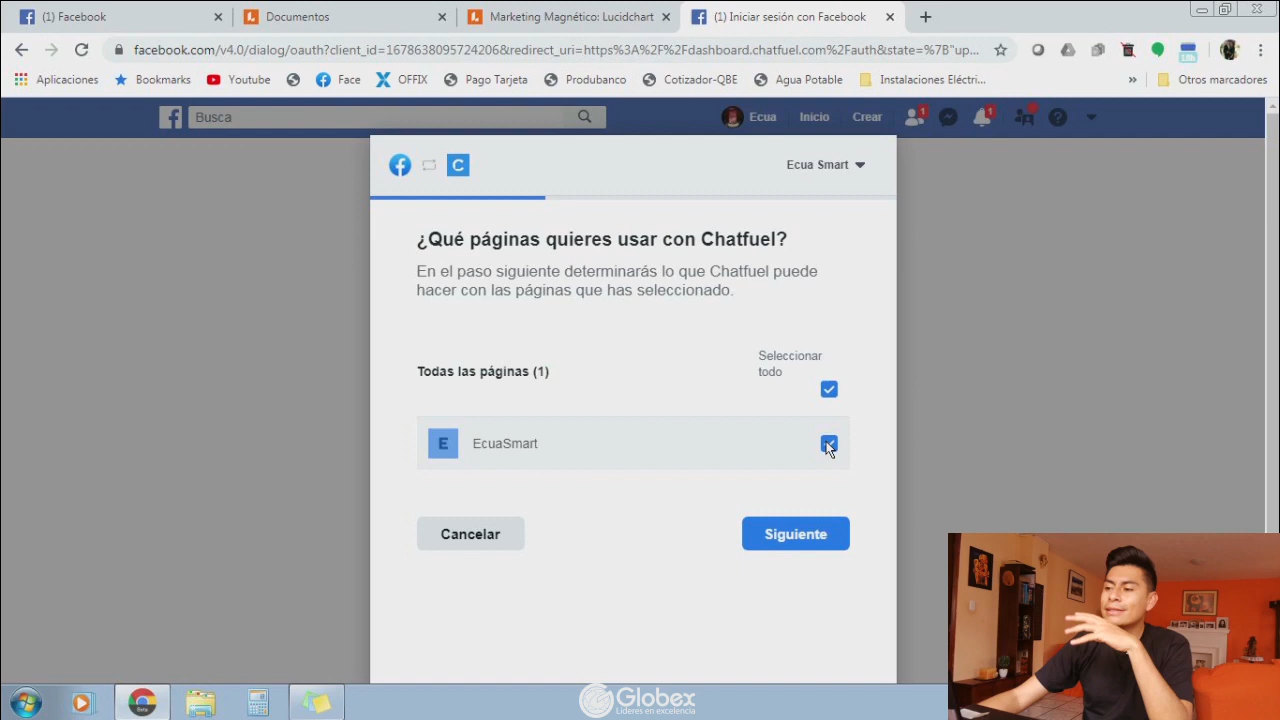 (1) Facebook
Documentos
Marketing Magnético: Lucidchart
(1) Iniciar sesión con Facebook
facebook.com/v4.0/dialog/oauth?client_id=1678638095724206&redirect_uri=https%3A%2F%2Fdashboard.chatfuel.com%2Fauth&state=%7B"up...
Aplicaciones
Bookmarks
Youtube
Face
OFFIX
Pago Tarjeta
Produbanco
Cotizador-QBE
Agua Potable
Instalaciones Eléctri...
»
Otros marcadores
Busca
Ecua
Inicio
Crear
1
1
C
Ecua Smart
¿Qué páginas quieres usar con Chatfuel?
En el paso siguiente determinarás lo que Chatfuel puede
hacer con las páginas que has seleccionado.
Seleccionar
todo
Todas las páginas (1)
E
EcuaSmart
Cancelar
Siguiente
Globex
Líderes en excelencia